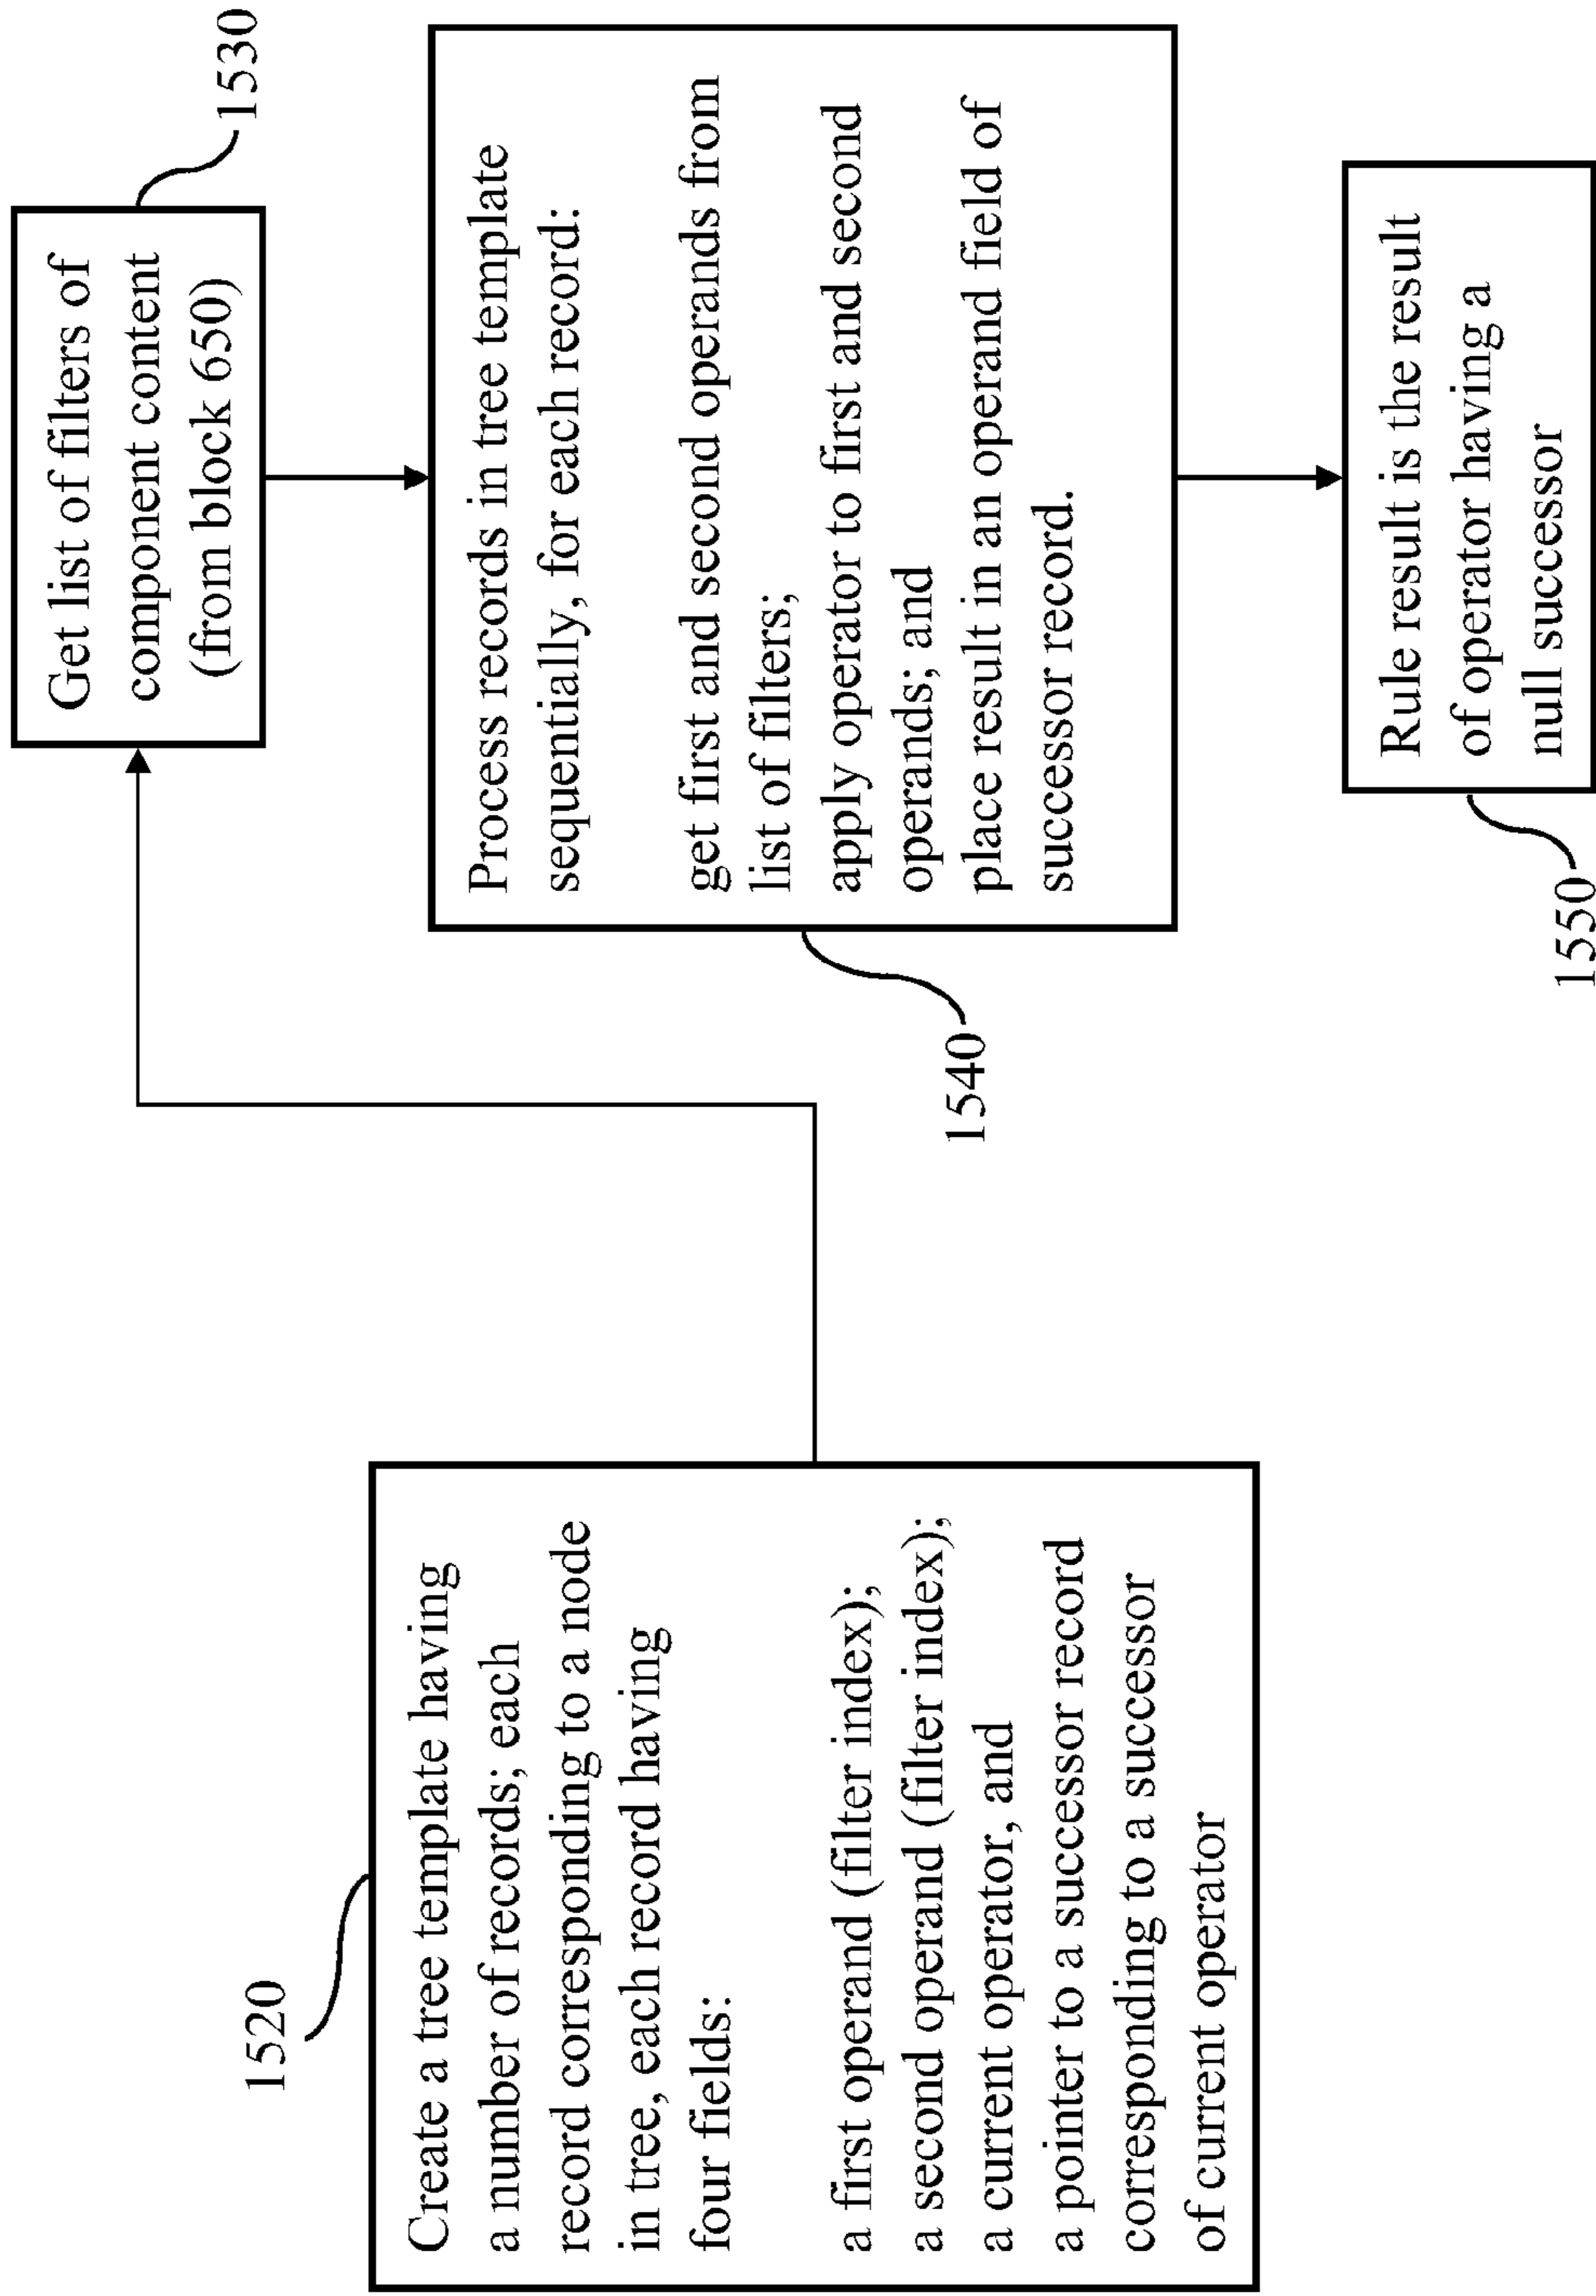 1520
Create a tree template having
a number of records; each
record corresponding to a node
in tree, each record having
four fields:
a first operand (filter index);
a second operand (filter index);
a current operator, and
a pointer to a successor record
corresponding to a successor
of current operator
Get list of filters of
component content
(from block 650)
1530
Process records in tree template
sequentially, for each record:
get first and second operands from
list of filters;
apply operator to first and second
operands; and
place result in an operand field of
successor record.
1540
Rule result is the result
of operator having a
null successor
1550